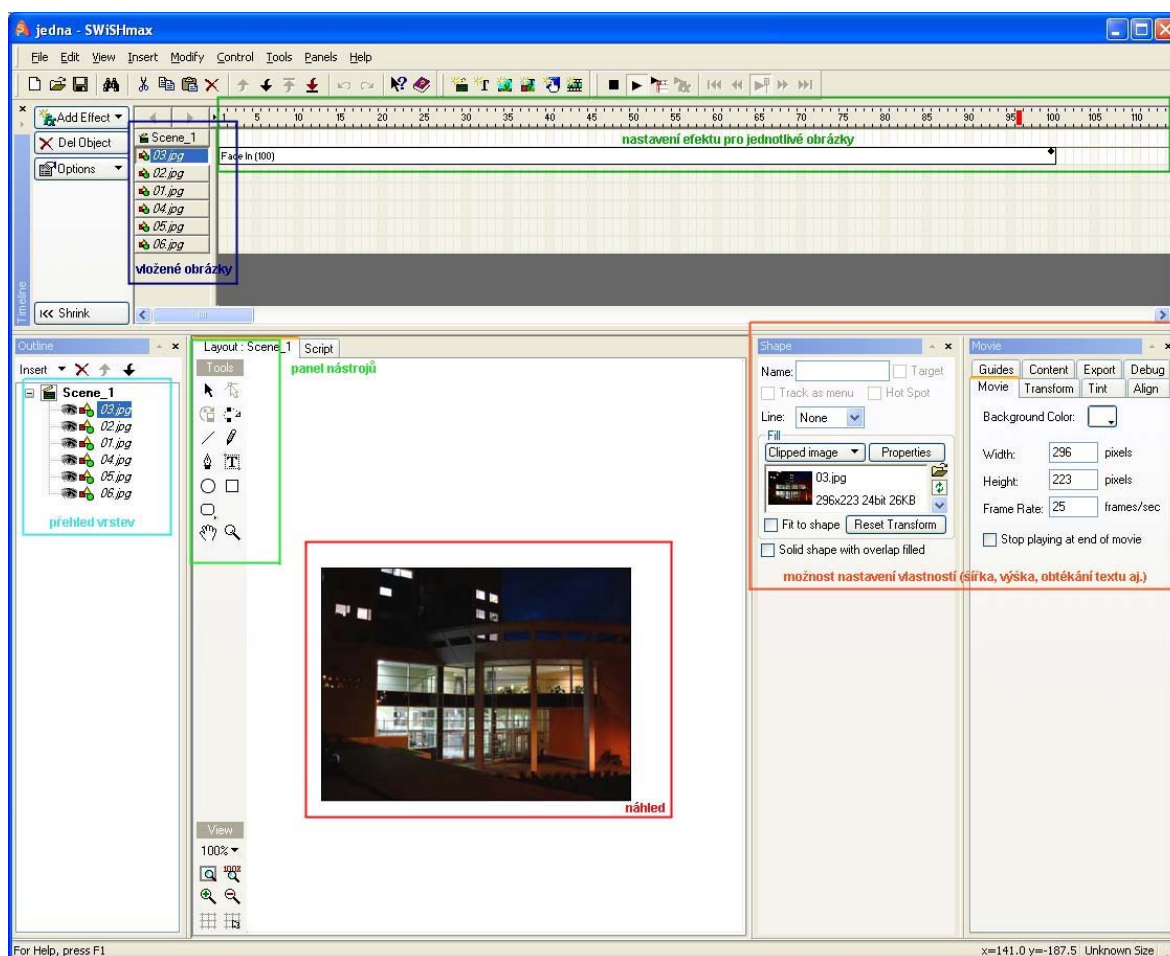 jedna - SWiSHmax
File Edit View Insert Modify Control Tools Panels Help
Add Effect
1 5 10 15 20 25 30 35 40 45 50 55 60 65 70 75 80 85 90 95 100 105 110
Del Object
Scene_1
nastavení efektu pro jednotlivé obrázky
Options
03.jpg
Fade In (100)
02.jpg
01.jpg
04.jpg
05.jpg
06.jpg
vložené obrázky
Timeline
Shrink
Outline
Insert
Scene_1
03.jpg
02.jpg
01.jpg
04.jpg
05.jpg
06.jpg
přehled vrstev
Layout : Scene_1 Script
Tools
panel nástrojů
náhled
View
100%
100%
Shape
Name: Target
Track as menu Hot Spot
Line: None
Fill
Clipped image Properties
03.jpg
296x223 24bit 26KB
Fit to shape Reset Transform
Solid shape with overlap filled
Movie
Guides Content Export Debug
Movie Transform Tint Align
Background Color:
Width: 296 pixels
Height: 223 pixels
Frame Rate: 25 frames/sec
Stop playing at end of movie
možnost nastavení vlastností (šířka, výška, obtékání textu aj.)
For Help, press F1
x=141.0 y=-187.5 Unknown Size